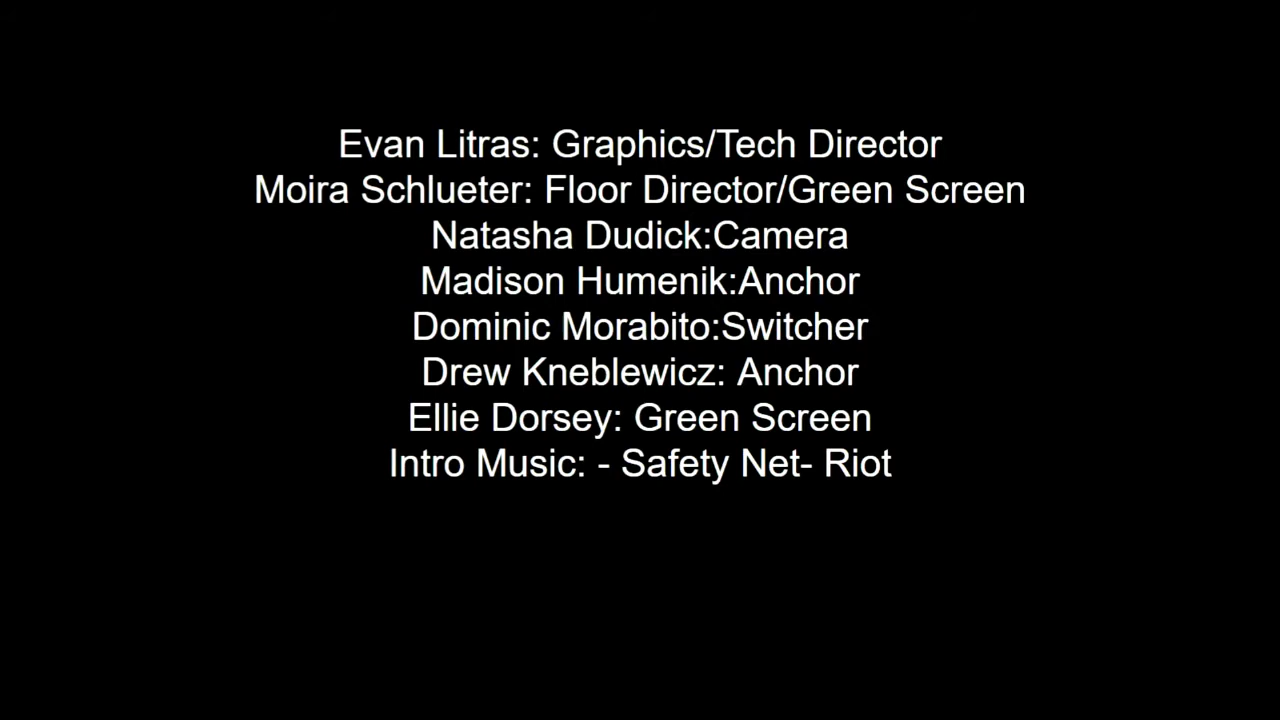 Evan Litras: Graphics/Tech Director
Moira Schlueter: Floor Director/Green Screen
Natasha Dudick:Camera
Madison Humenik:Anchor
Dominic Morabito:Switcher
Drew Kneblewicz: Anchor
Ellie Dorsey: Green Screen
Intro Music: - Safety Net- Riot